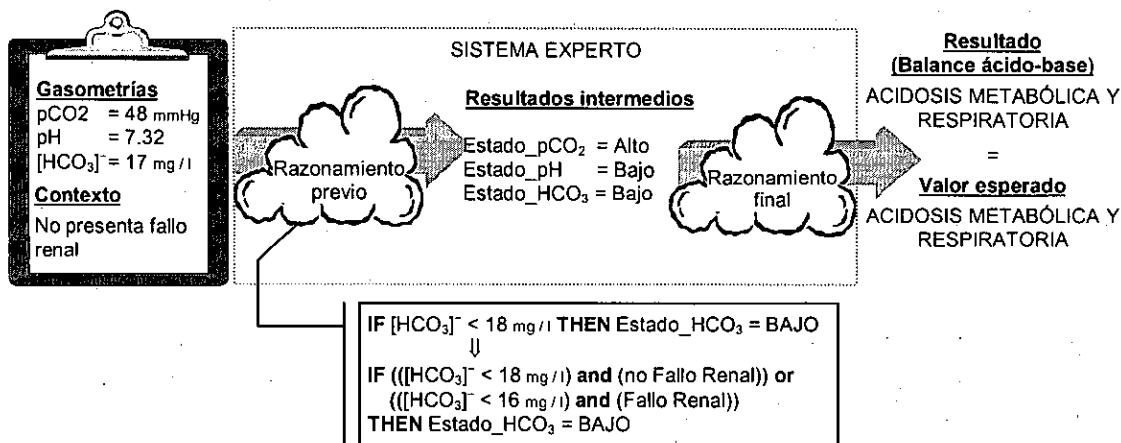 SISTEMA EXPERTO
Gasometrías
pCO2 = 48 mmHg
pH = 7.32
[HCO₃]⁻ = 17 mg / l
Contexto
No presenta fallo
renal
Razonamiento
previo
Resultados intermedios
Estado_pCO₂ = Alto
Estado_pH = Bajo
Estado_HCO₃ = Bajo
Razonamiento
final
Resultado
(Balance ácido-base)
ACIDOSIS METABÓLICA Y
RESPIRATORIA
=
Valor esperado
ACIDOSIS METABÓLICA Y
RESPIRATORIA
IF [HCO₃]⁻ < 18 mg / l THEN Estado_HCO₃ = BAJO
⇓
IF (([HCO₃]⁻ < 18 mg / l) and (no Fallo Renal)) or
(([HCO₃]⁻ < 16 mg / l) and (Fallo Renal))
THEN Estado_HCO₃ = BAJO